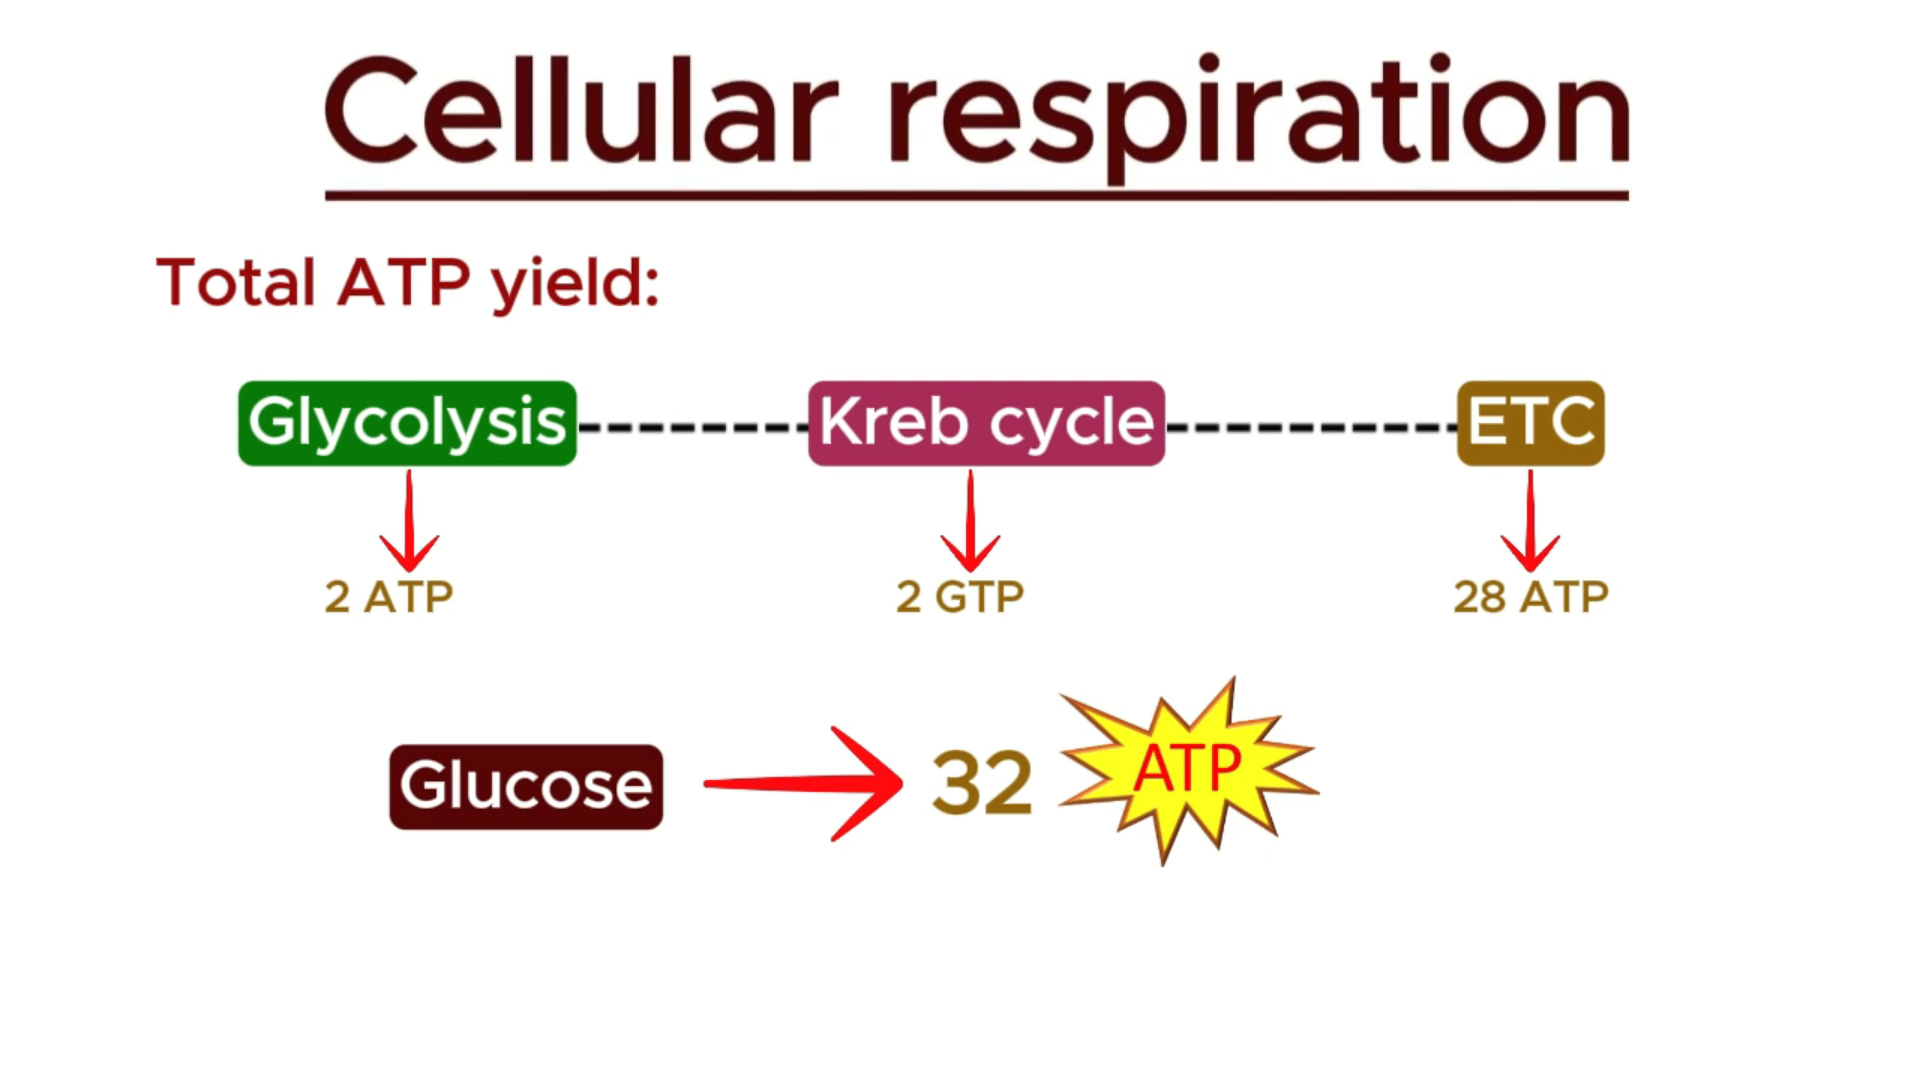 Cellular respiration
Total ATP yield:
Glycolysis Kreb cycle ETC
2 ATP 2 GTP 28 ATP
Glucose 32 ATP